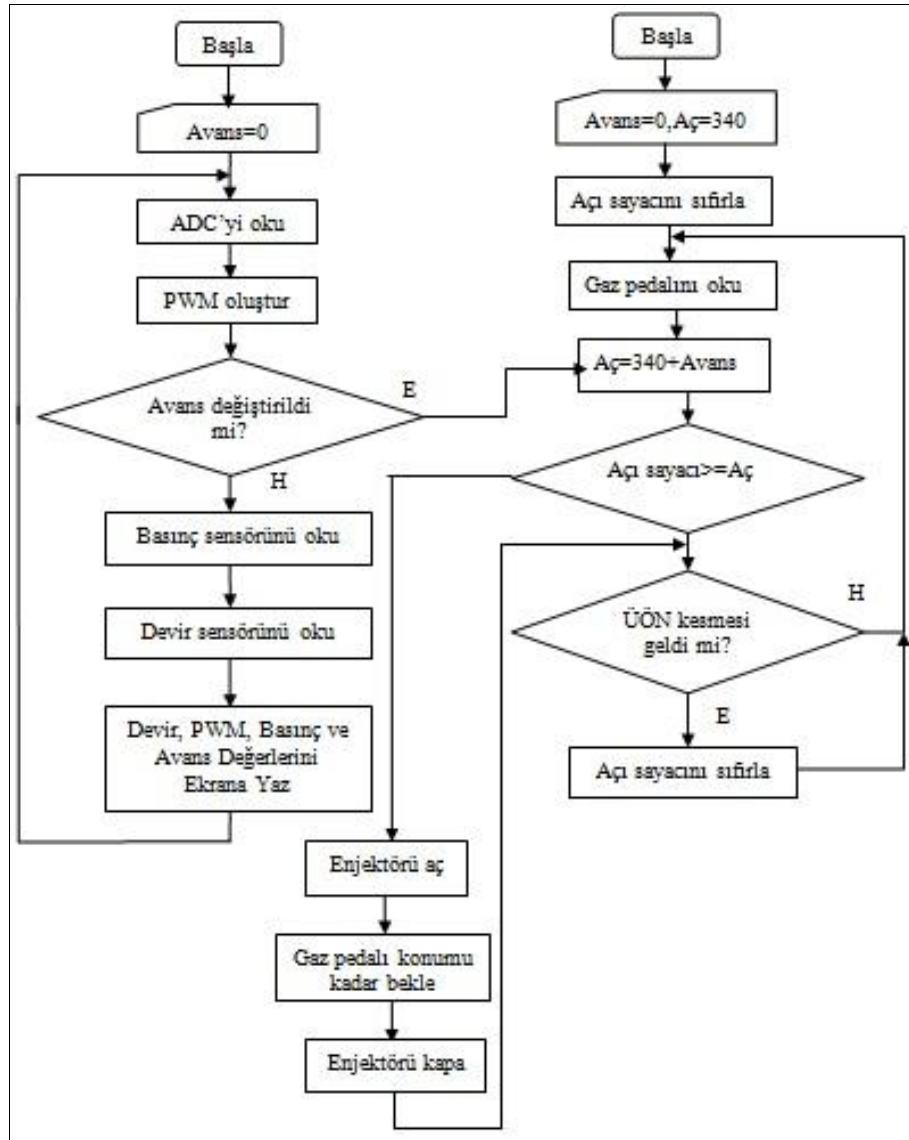 Başla
Avans=0
ADC'yi oku
PWM oluştur
Avans değiştirildi
mi?
E
H
Basınç sensörünü oku
Devir sensörünü oku
Devir, PWM, Basınç ve
Avans Değerlerini
Ekrana Yaz
Başla
Avans=0,Aç=340
Açı sayacını sıfırla
Gaz pedalını oku
Aç=340+Avans
Açı sayacı>=Aç
ÜÖN kesmesi
geldi mi?
H
E
Açı sayacını sıfırla
Enjektörü aç
Gaz pedalı konumu
kadar bekle
Enjektörü kapa